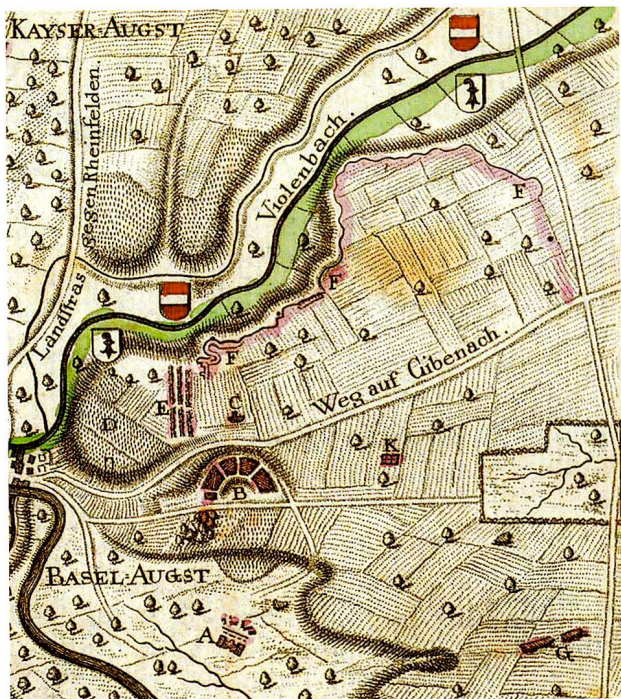 KAYSER-AUGST
Landstras gegen Rheinfelden
Violenbach.
F
F
F
Weg auf Gibenach.
E
C
D
K
B
BASEL-AUGST
A
G